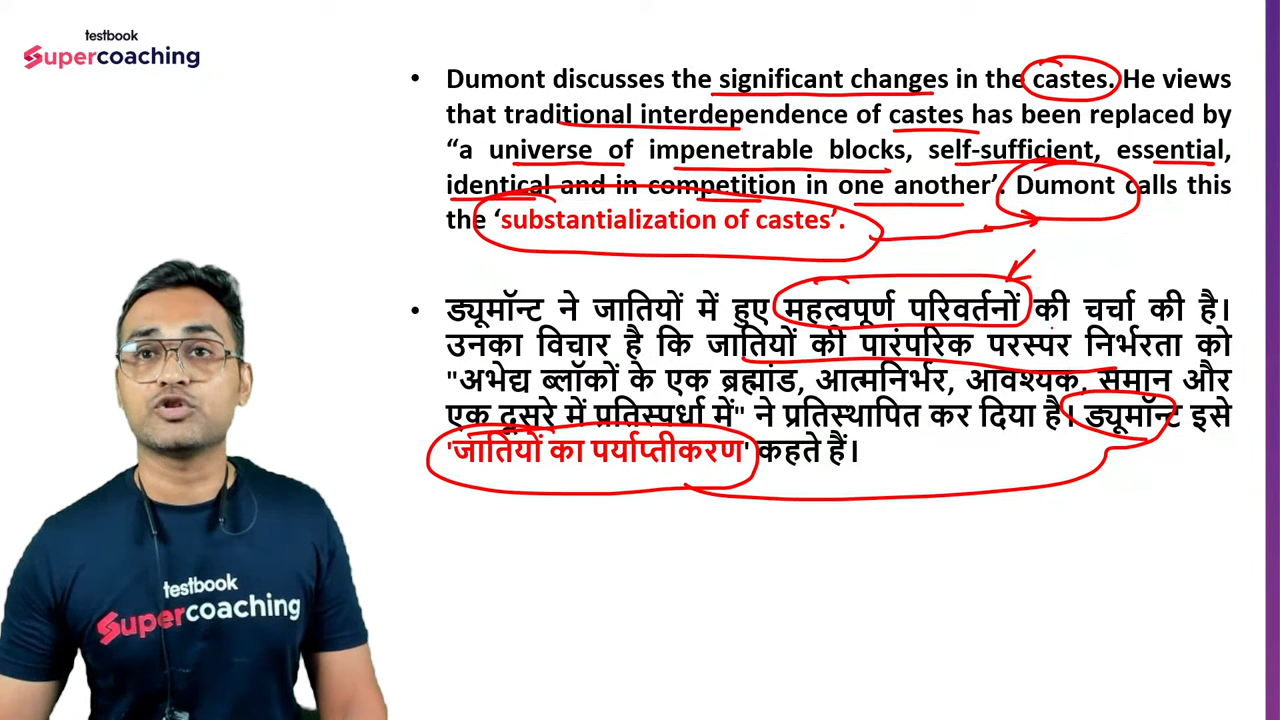 testbook
Supercoaching
• Dumont discusses the significant changes in the castes. He views
that traditional interdependence of castes has been replaced by
“a universe of impenetrable blocks, self-sufficient, essential,
identical and in competition in one another’. Dumont calls this
the ‘substantialization of castes’.
• ड्यूमॉन्ट ने जातियों में हुए महत्वपूर्ण परिवर्तनों की चर्चा की है।
उनका विचार है कि जातियों की पारंपरिक परस्पर निर्भरता को
"अभेद्य ब्लॉकों के एक ब्रह्मांड, आत्मनिर्भर, आवश्यक, समान और
एक दूसरे में प्रतिस्पर्धा में" ने प्रतिस्थापित कर दिया है। ड्यूमॉन्ट इसे
'जातियों का पर्याप्तीकरण' कहते हैं।
testbook
Supercoaching